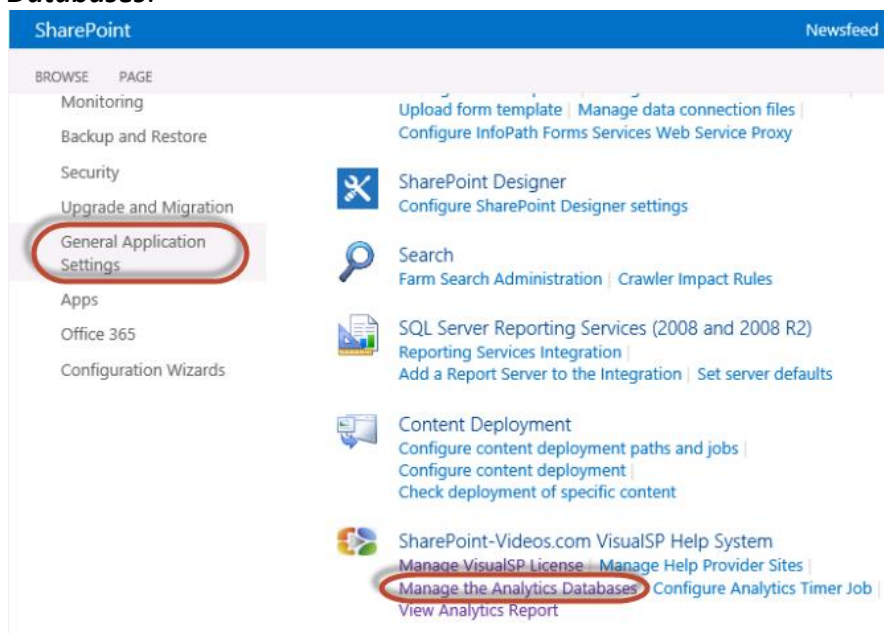 Databases.
SharePoint Newsfeed
BROWSE PAGE
Monitoring
Backup and Restore
Security
Upgrade and Migration
General Application
Settings
Apps
Office 365
Configuration Wizards
Upload form template | Manage data connection files |
Configure InfoPath Forms Services Web Service Proxy
SharePoint Designer
Configure SharePoint Designer settings
Search
Farm Search Administration | Crawler Impact Rules
SQL Server Reporting Services (2008 and 2008 R2)
Reporting Services Integration |
Add a Report Server to the Integration | Set server defaults
Content Deployment
Configure content deployment paths and jobs |
Configure content deployment |
Check deployment of specific content
SharePoint-Videos.com VisualSP Help System
Manage VisualSP License | Manage Help Provider Sites |
Manage the Analytics Databases Configure Analytics Timer Job |
View Analytics Report